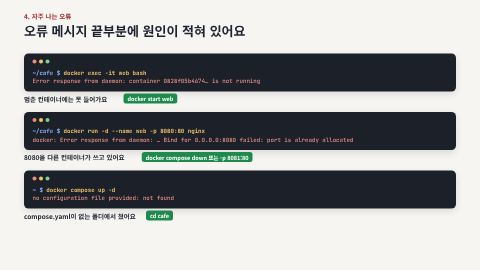 4. 자주 나는 오류
오류 메시지 끝부분에 원인이 적혀 있어요
~/cafe $ docker exec -it web bash
Error response from daemon: container 0828f05b4674… is not running
멈춘 컨테이너에는 못 들어가요 docker start web
~/cafe $ docker run -d --name web -p 8080:80 nginx
docker: Error response from daemon: … Bind for 0.0.0.0:8080 failed: port is already allocated
8080을 다른 컨테이너가 쓰고 있어요 docker compose down 또는 -p 8081:80
~ $ docker compose up -d
no configuration file provided: not found
compose.yaml이 없는 폴더에서 쳤어요 cd cafe